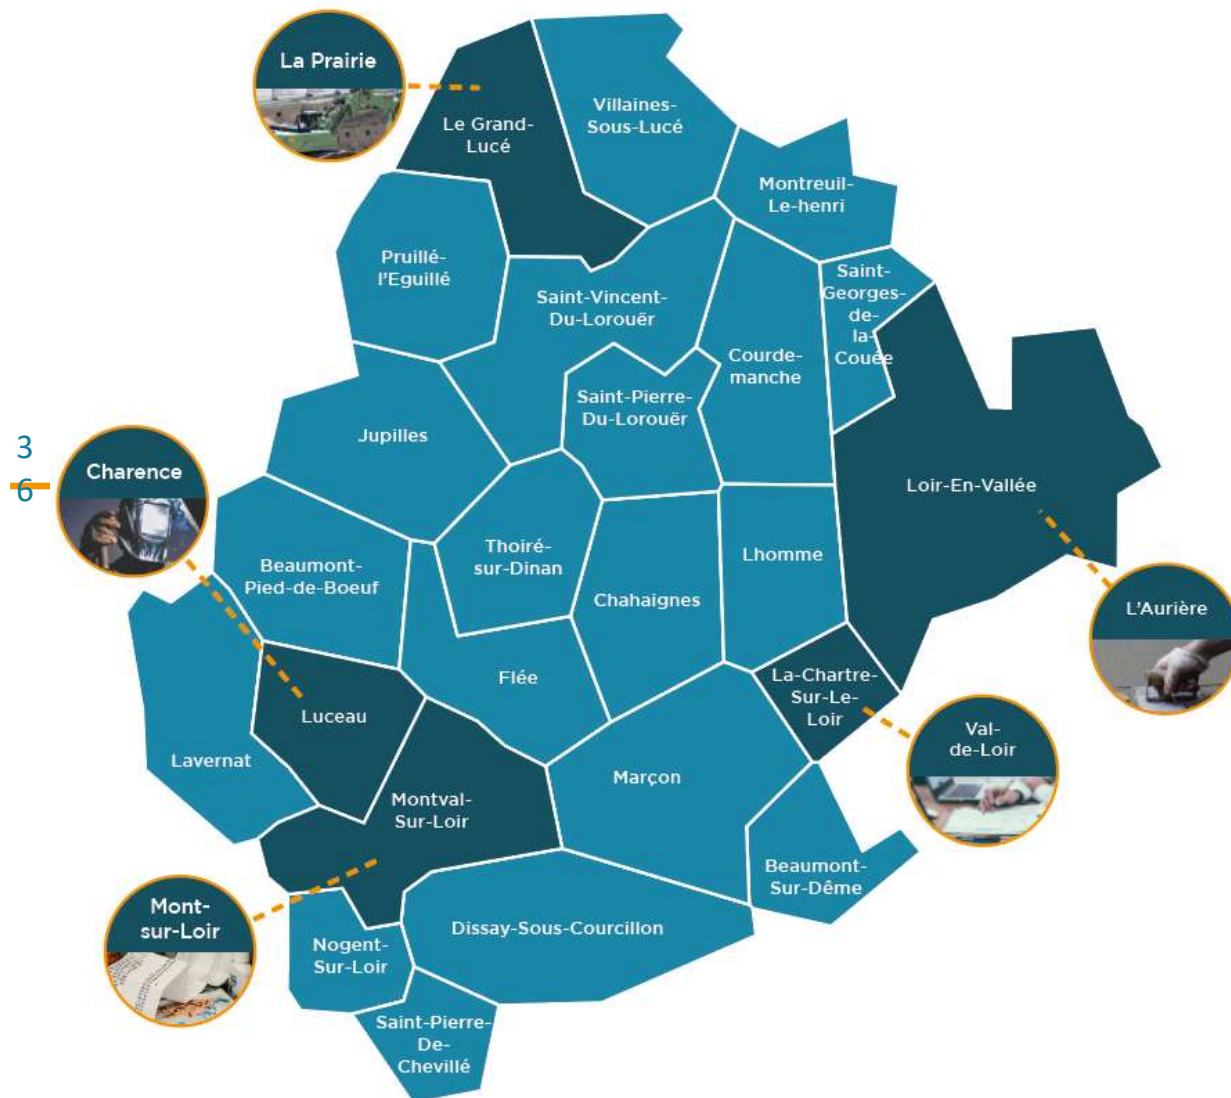 La Prairie
Le Grand-
Lucé
Villaines-
Sous-Lucé
Montreuil-
Le-henri
Pruillé-
l'Eguillé
Saint-Vincent-
Du-Lorouër
Saint-
Georges-
de-
la-
Couée
Courde-
manche
Saint-Pierre-
Du-Lorouër
Jupilles
3
6
Charence
Loir-En-Vallée
Thoiré-
sur-Dinan
Lhomme
Beaumont-
Pied-de-Boeuf
Chahaignes
L'Aurière
Flée
La-Chartre-
Sur-Le-
Loir
Luceau
Val-
de-Loir
Lavernat
Marçon
Montval-
Sur-Loir
Beaumont-
Sur-Dême
Mont-
sur-Loir
Dissay-Sous-Courcillon
Nogent-
Sur-Loir
Saint-Pierre-
De-
Chevillé